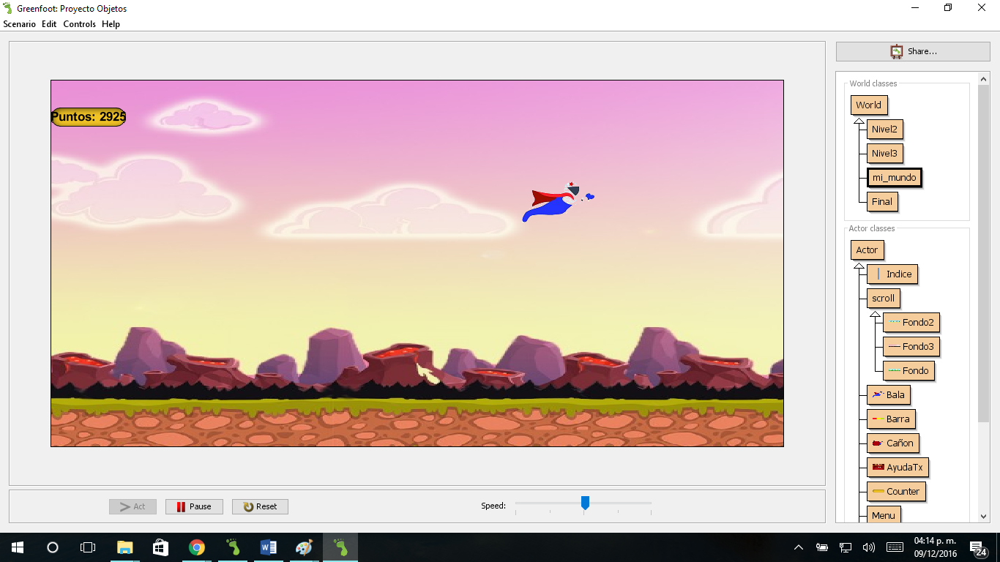 Greenfoot: Proyecto Objetos
Scenario Edit Controls Help
Share...
World classes
World
Nivel2
Nivel3
mi_mundo
Final
Actor classes
Actor
Indice
scroll
Fondo2
Fondo3
Fondo
Bala
Barra
Cañon
AyudaTx
Counter
Menu
Puntos: 2925
Act
Pause
Reset
Speed:
04:14 p. m.
09/12/2016
24